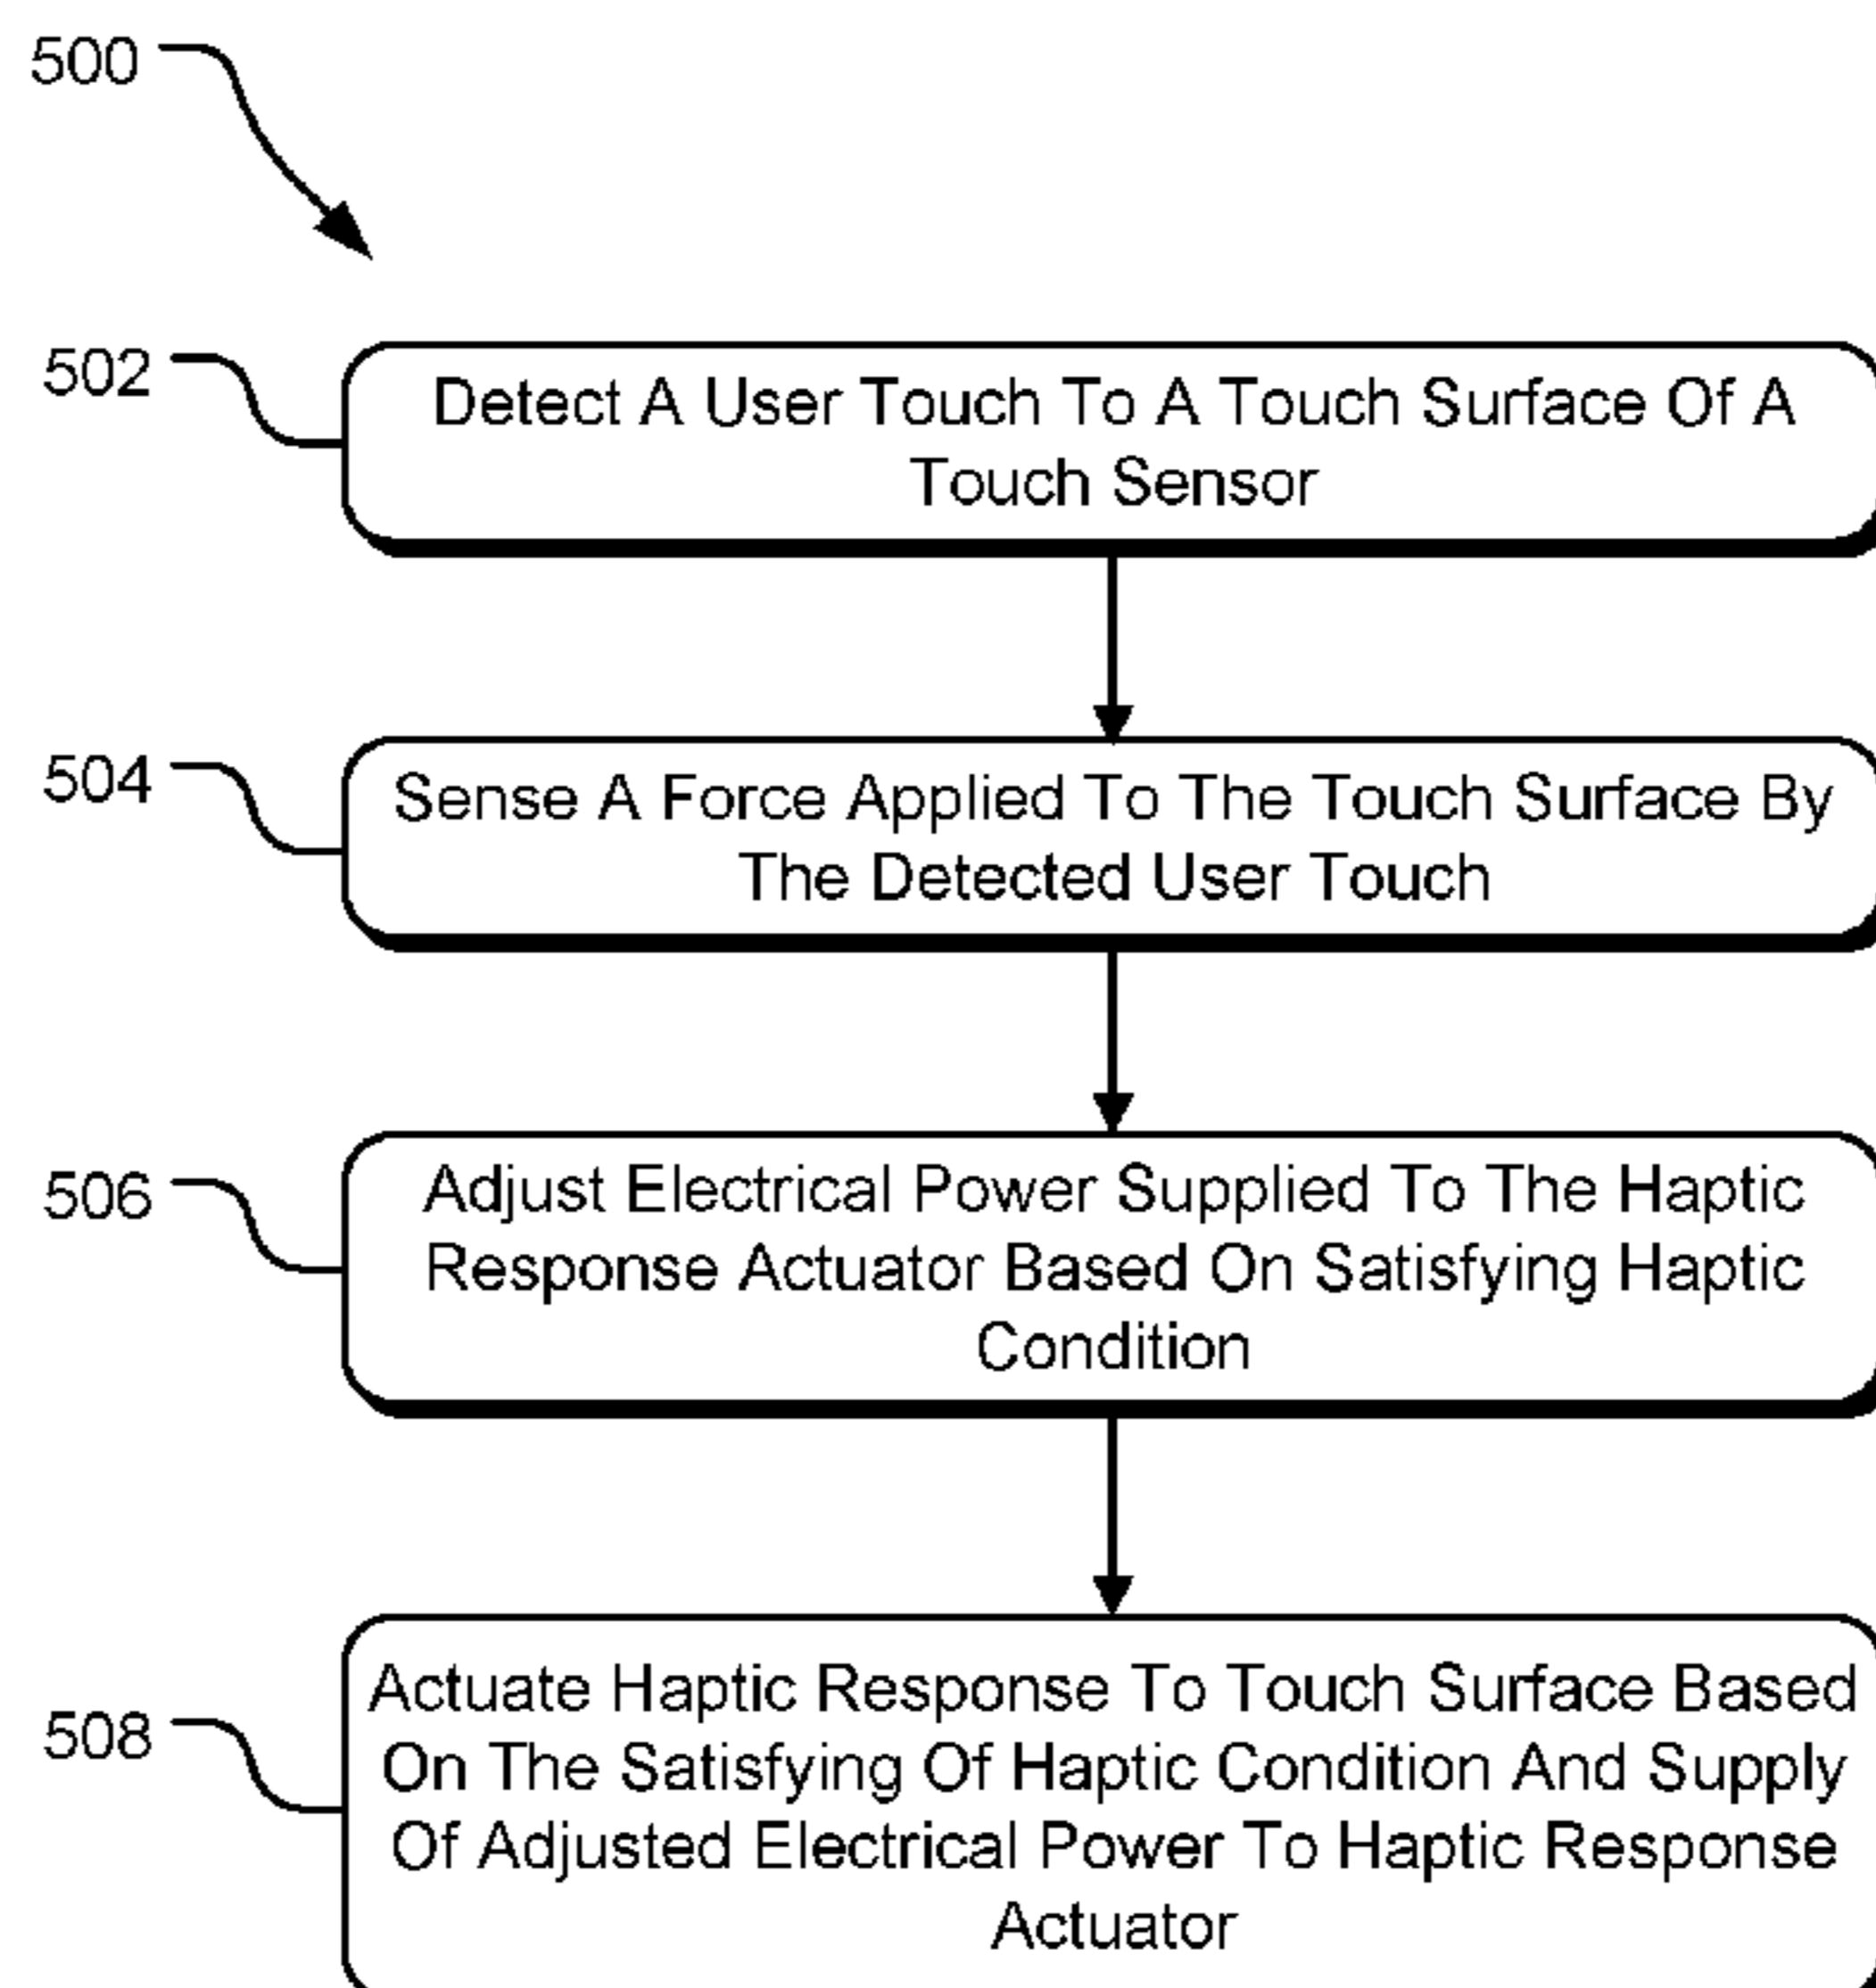 500
502
Detect A User Touch To A Touch Surface Of A
Touch Sensor
504
Sense A Force Applied To The Touch Surface By
The Detected User Touch
506
Adjust Electrical Power Supplied To The Haptic
Response Actuator Based On Satisfying Haptic
Condition
508
Actuate Haptic Response To Touch Surface Based
On The Satisfying Of Haptic Condition And Supply
Of Adjusted Electrical Power To Haptic Response
Actuator